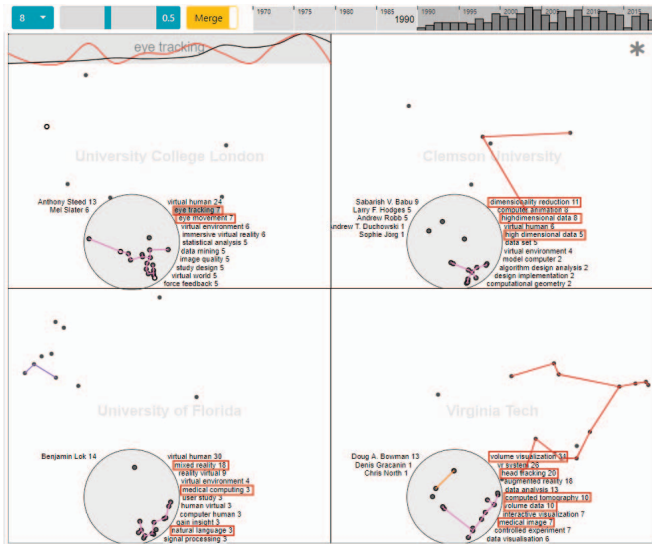 8 0.5 Merge 1970 1975 1980 1985 1990 1995 2000 2005 2010 2015
1990
eye tracking
University College London
Anthony Steed 13
Mel Slater 6
virtual human 24
eye tracking 7
eye movement 7
virtual environment 6
immersive virtual reality 6
statistical analysis 5
data mining 5
image quality 5
study design 5
virtual world 5
force feedback 5
Clemson University
Sabarish V. Babu 9
Larry F. Hodges 5
Andrew Robb 5
ndrew T. Duchowski 1
Sophie Jorg 1
dimensionality reduction 11
computer animation 8
highdimensional data 8
virtual human 6
high dimensional data 5
data set 5
virtual environment 4
model computer 2
algorithm design analysis 2
design implementation 2
computational geometry 2
University of Florida
Benjamin Lok 14
virtual human 30
mixed reality 18
reality virtual 9
virtual environment 4
medical computing 3
user study 3
human virtual 3
computer human 3
gain insight 3
natural language 3
signal processing 3
Virginia Tech
Doug A. Bowman 13
Denis Gracanin 1
Chris North 1
volume visualization 31
vr system 26
head tracking 20
augmented reality 18
data analysis 13
computed tomography 10
volume data 10
interactive visualization 7
medical image 7
controlled experiment 7
data visualisation 6